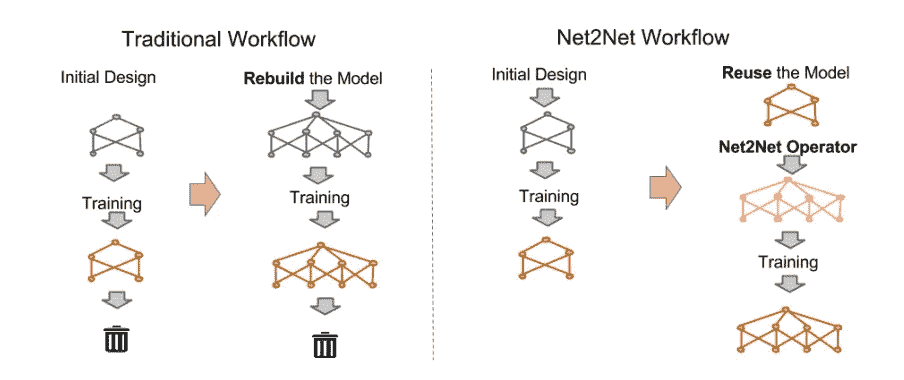 Traditional Workflow
Initial Design
Rebuild the Model
Training
Training
Net2Net Workflow
Initial Design
Reuse the Model
Net2Net Operator
Training
Training